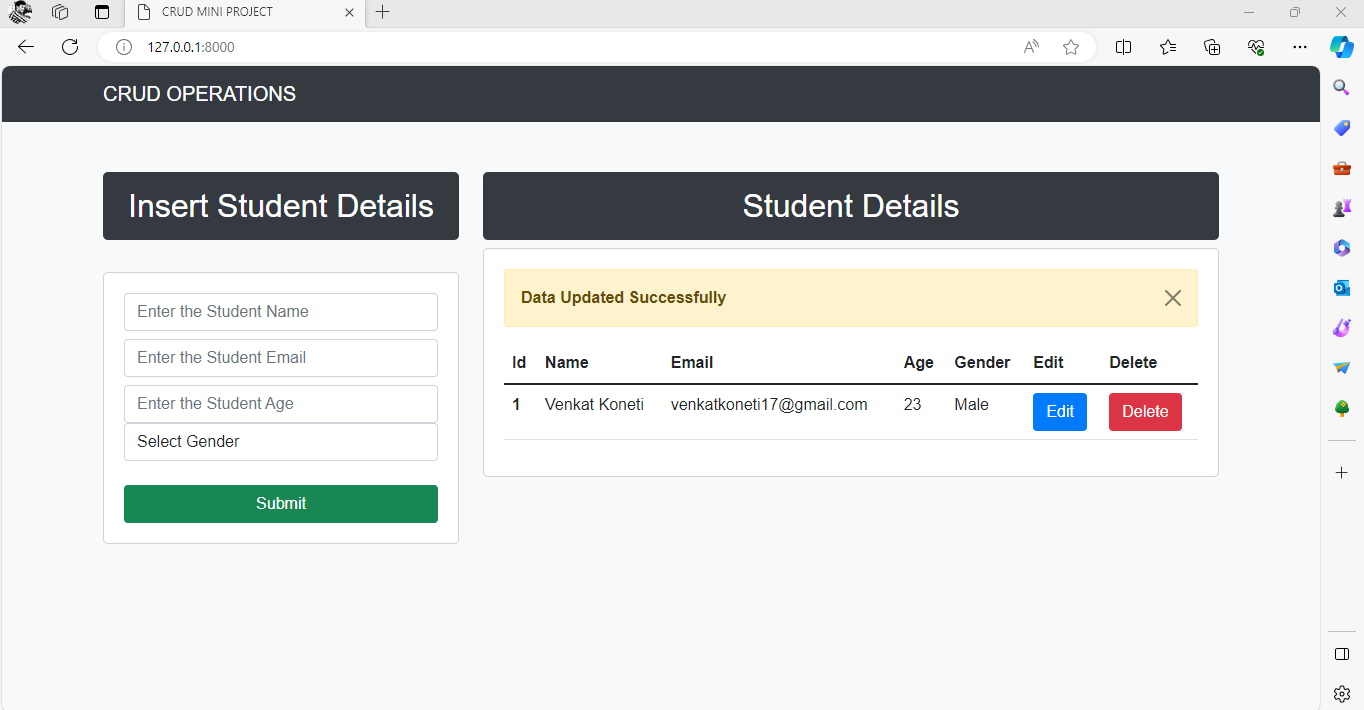 CRUD MINI PROJECT
127.0.0.1:8000
CRUD OPERATIONS
Insert Student Details
Enter the Student Name
Enter the Student Email
Enter the Student Age
Select Gender
Submit
Student Details
Data Updated Successfully
Id Name Email Age Gender Edit Delete
1 Venkat Koneti venkatkoneti17@gmail.com 23 Male Edit Delete